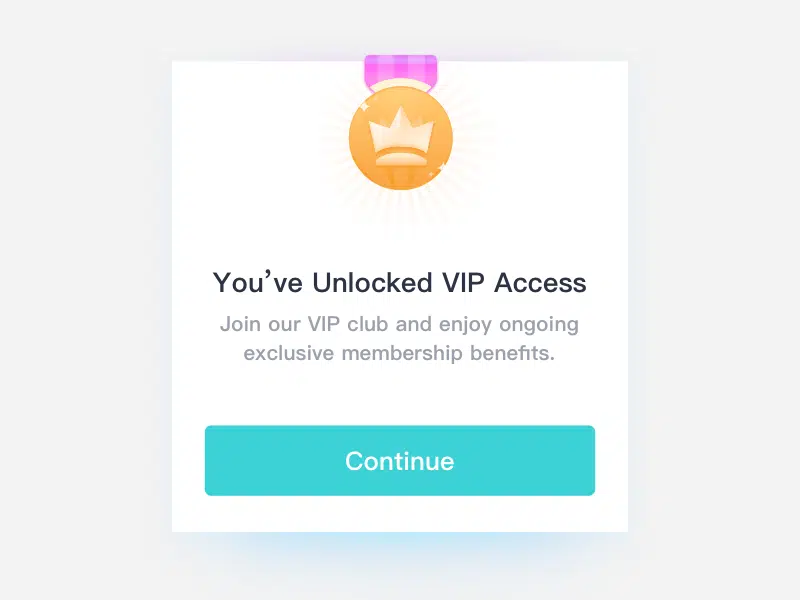 You’ve Unlocked VIP Access
Join our VIP club and enjoy ongoing
exclusive membership benefits.
Continue